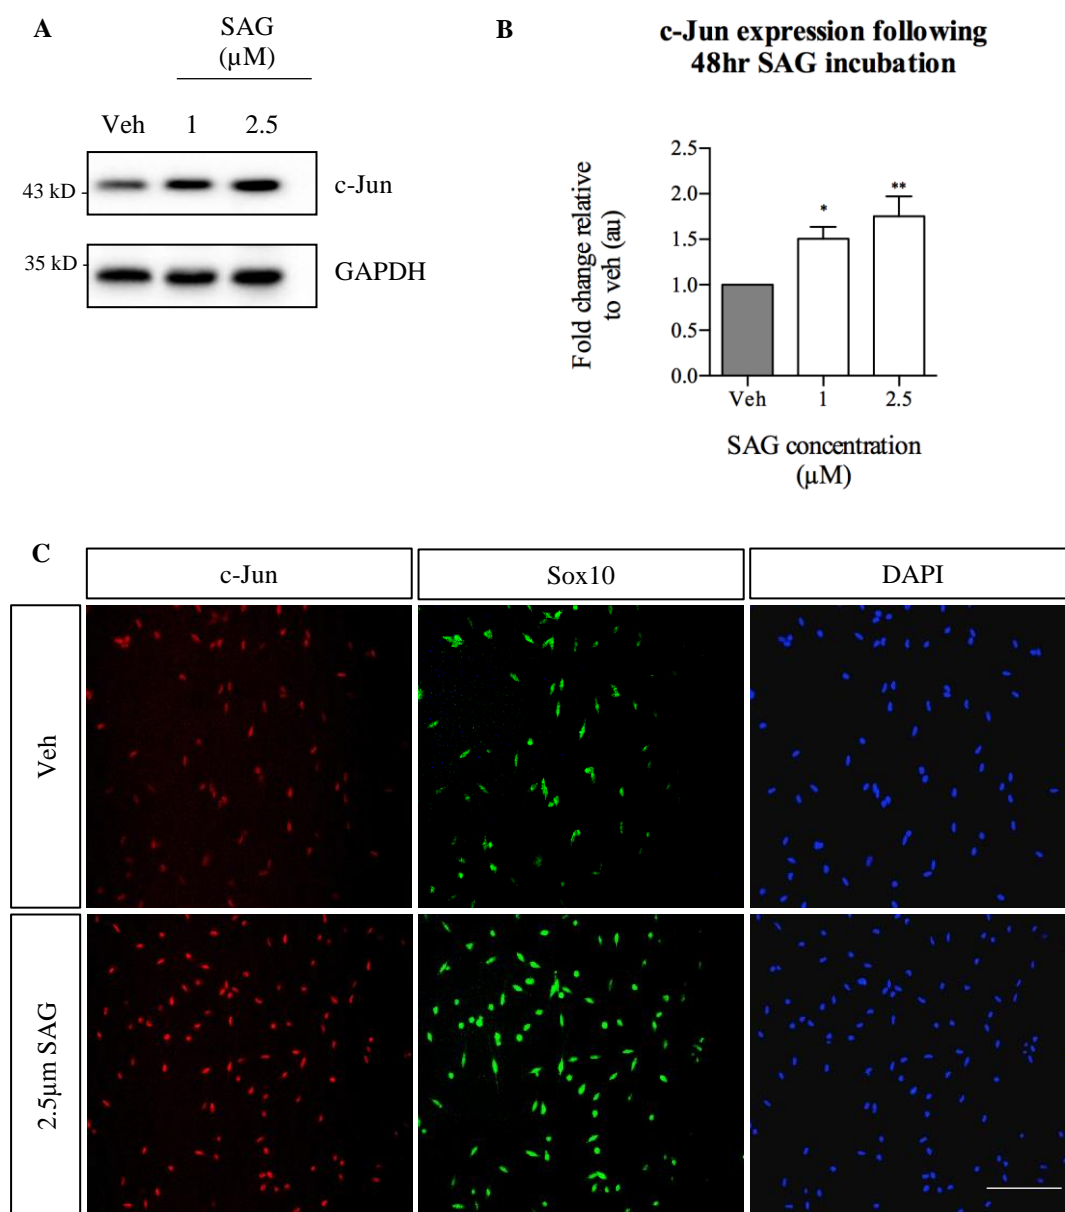 A
SAG
(µM)
Veh 1 2.5
43 kD
c-Jun
35 kD
GAPDH
B
c-Jun expression following
48hr SAG incubation
Fold change relative
to veh (au)
2.5
2.0
1.5
1.0
0.5
0.0
*
**
Veh 1 2.5
SAG concentration
(µM)
C
c-Jun Sox10 DAPI
Veh
2.5µm SAG